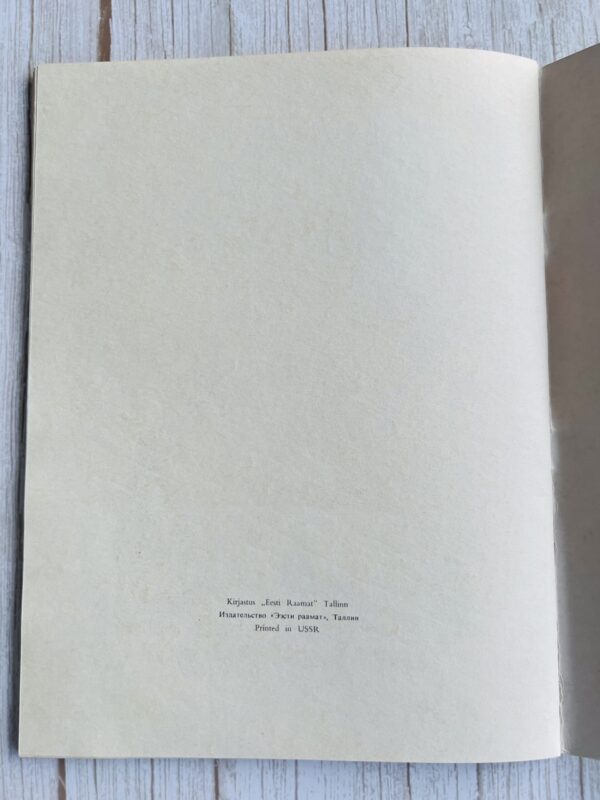 Kirjastus „Eesti Raamat" Tallinn
Издательство «Ээсти раамат», Таллин
Printed in USSR